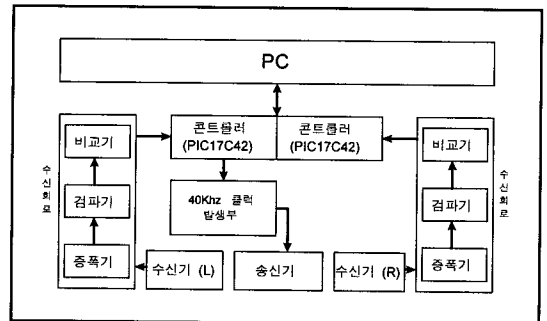 PC
콘트롤러
(PIC17C42)
콘트롤러
(PIC17C42)
수신회로
비교기
검파기
증폭기
40Khz 클럭
발생부
수신기 (L)
송신기
수신기 (R)
비교기
검파기
증폭기
수신회로